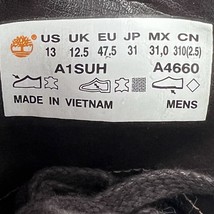 US UK EU JP MX CN
13 12.5 47,5 31 31,0 310(2.5)
A1SUH A4660
MADE IN VIETNAM MENS